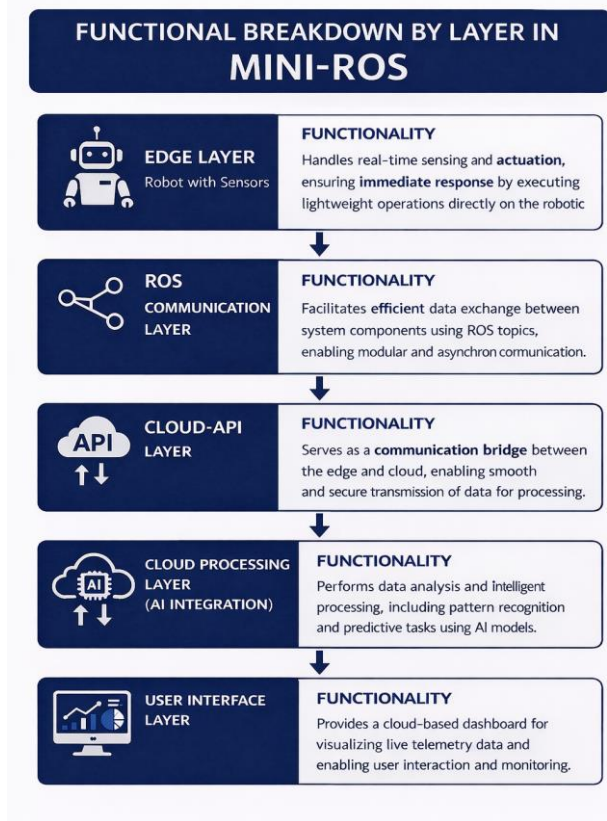 FUNCTIONAL BREAKDOWN BY LAYER IN
MINI-ROS
EDGE LAYER
Robot with Sensors
FUNCTIONALITY
Handles real-time sensing and actuation,
ensuring immediate response by executing
lightweight operations directly on the robotic
ROS
COMMUNICATION
LAYER
FUNCTIONALITY
Facilitates efficient data exchange between
system components using ROS topics,
enabling modular and asynchron communication.
API
CLOUD-API
LAYER
FUNCTIONALITY
Serves as a communication bridge between
the edge and cloud, enabling smooth
and secure transmission of data for processing.
AI
CLOUD PROCESSING
LAYER
(AI INTEGRATION)
FUNCTIONALITY
Performs data analysis and intelligent
processing, including pattern recognition
and predictive tasks using AI models.
USER INTERFACE
LAYER
FUNCTIONALITY
Provides a cloud-based dashboard for
visualizing live telemetry data and
enabling user interaction and monitoring.